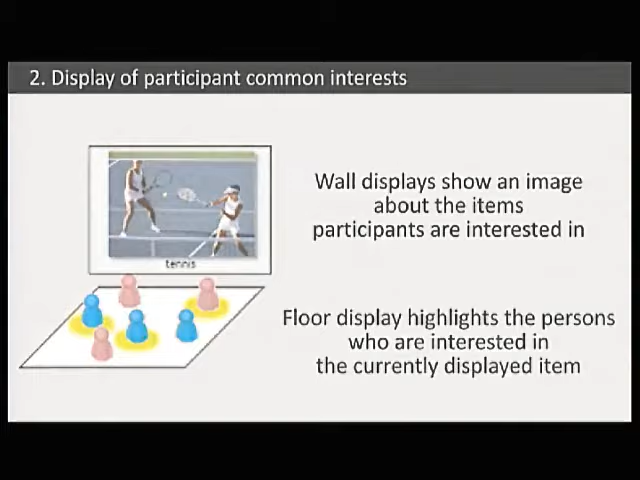 2. Display of participant common interests
Wall displays show an image
about the items
participants are interested in
tennis
Floor display highlights the persons
who are interested in
the currently displayed item